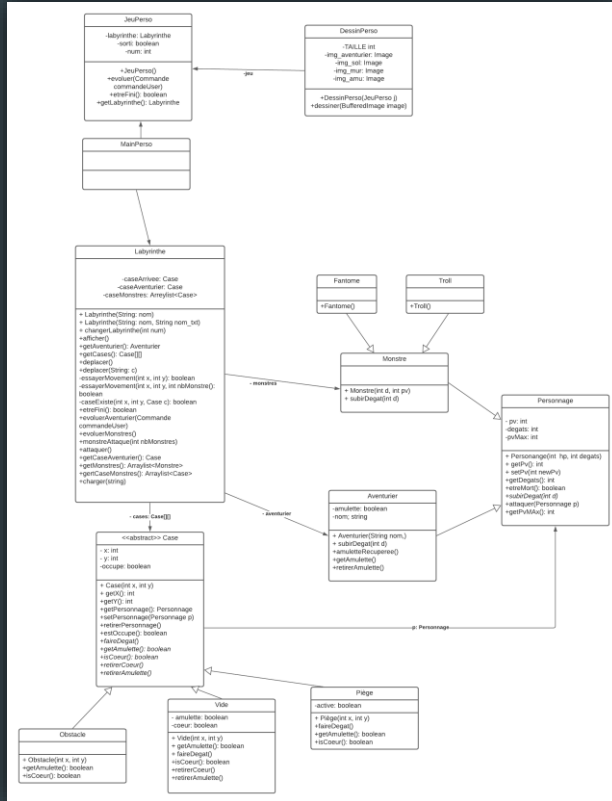 JeuPerso
-labyrinthe: Labyrinthe
-sorti: boolean
-num: int
+JeuPerso()
+evoluer(Commande
commandeUser)
+etreFini(): boolean
+getLabyrinthe(): Labyrinthe
-jeu
DessinPerso
-TAILLE int
-img_aventurier: Image
-img_sol: Image
-img_mur: Image
-img_amu: Image
+DessinPerso(JeuPerso j)
+dessiner(BufferedImage image)
MainPerso
Labyrinthe
-caseArrivee: Case
-caseAventurier: Case
-caseMonstres: Arraylist<Case>
+ Labyrinthe(String: nom)
+ Labyrinthe(String: nom, String nom_txt)
+ changerLabyrinthe(int num)
+afficher()
+getAventurier(): Aventurier
+getCases(): Case[][]
+deplacer()
+deplacer(String: c)
-essayerMovement(int x, int y): boolean
-essayerMovement(int x, int y, int nbMonstre():
boolean
-caseExiste(int x, int y, Case c): boolean
+etreFini(): boolean
+evoluerAventurier(Commande
commandeUser)
+evoluerMonstres()
+monstreAttaque(int nbMonstres)
+attaquer()
+getCaseAventurier(): Case
+getMonstres(): Arraylist<Monstre>
+gertCaseMonstres(): Arraylist<Case>
+charger(string)
Fantome
+Fantome()
Troll
+Troll()
- monstres
Monstre
+ Monstre(int d, int pv)
+ subirDegat(int d)
Personnage
- pv: int
-degats: int
-pvMax: int
+ Personange(int hp, int degats)
+ getPv(): int
+ setPv(int newPv)
+getDegats(): int
+etreMort(): boolean
+subirDegat(int d)
+attaquer(Personnage p)
+getPvMAx(): int
- aventurier
Aventurier
-amulette: boolean
-nom; string
+ Aventurier(String nom,)
+ subirDegat(int d)
+amuletteRecuperee()
+getAmulette()
+retirerAmulette()
- cases: Case[][]
<<abstract>> Case
- x: int
- y: int
-occupe: boolean
+ Case(int x, int y)
+ getX(): int
+ getY(): int
+getPersonnage(): Personnage
+setPersonnage(Personnage p)
+retirerPersonnage()
+estOccupe(): boolean
+faireDegat()
+getAmulette(): boolean
+isCoeur(): boolean
+retirerCoeur()
+retirerAmulette()
p: Personnage
Obstacle
+ Obstacle(int x, int y)
+getAmulette(): boolean
+isCoeur(): boolean
Vide
- amulette: boolean
-coeur: boolean
+ Vide(int x, int y)
+ getAmulette(): boolean
+ faireDegat()
+isCoeur(): boolean
+retirerCoeur()
+retirerAmulette()
Piège
-active: boolean
+ Piège(int x, int y)
+faireDegat()
+getAmulette(): boolean
+isCoeur(): boolean